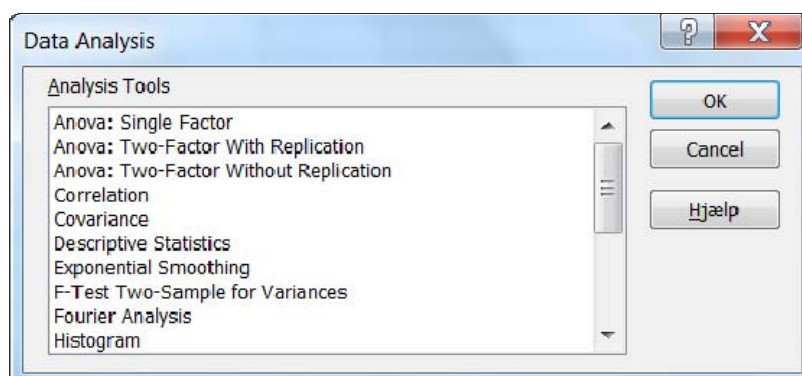 Data Analysis
Analysis Tools
Anova: Single Factor
Anova: Two-Factor With Replication
Anova: Two-Factor Without Replication
Correlation
Covariance
Descriptive Statistics
Exponential Smoothing
F-Test Two-Sample for Variances
Fourier Analysis
Histogram
OK
Cancel
Hjælp